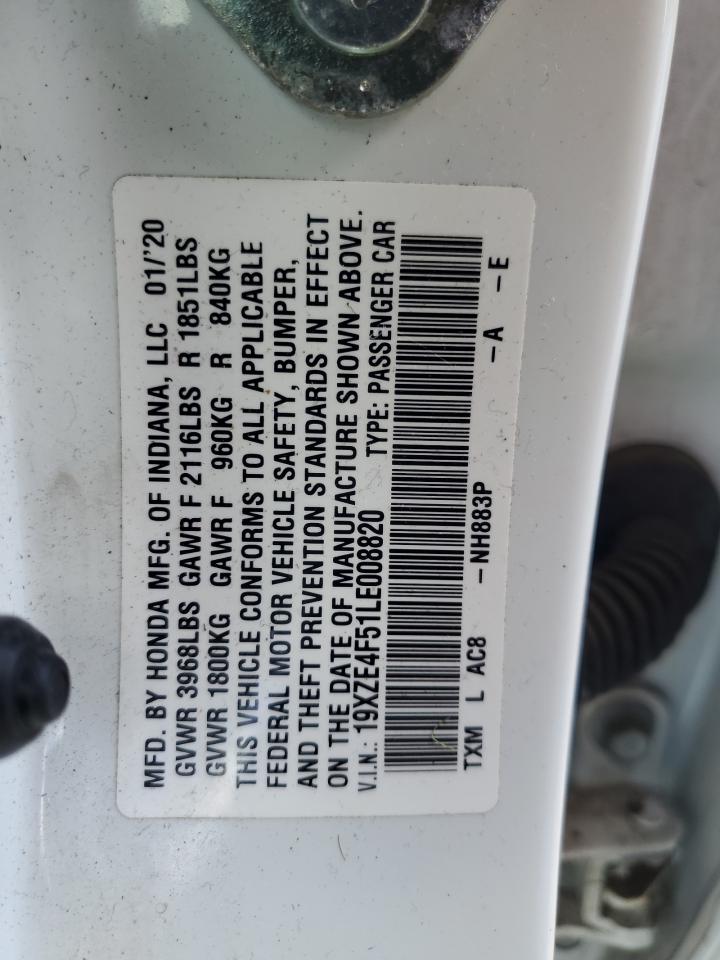 MFD. BY HONDA MFG. OF INDIANA, LLC 01/'20
GVWR 3968LBS GAWR F 2116LBS R 1851LBS
GVWR 1800KG GAWR F 960KG R 840KG
THIS VEHICLE CONFORMS TO ALL APPLICABLE
FEDERAL MOTOR VEHICLE SAFETY, BUMPER,
AND THEFT PREVENTION STANDARDS IN EFFECT
ON THE DATE OF MANUFACTURE SHOWN ABOVE.
V.I.N.: 19XZE4F51LE008820 TYPE: PASSENGER CAR
TXM L AC8 -NH883P -A -E